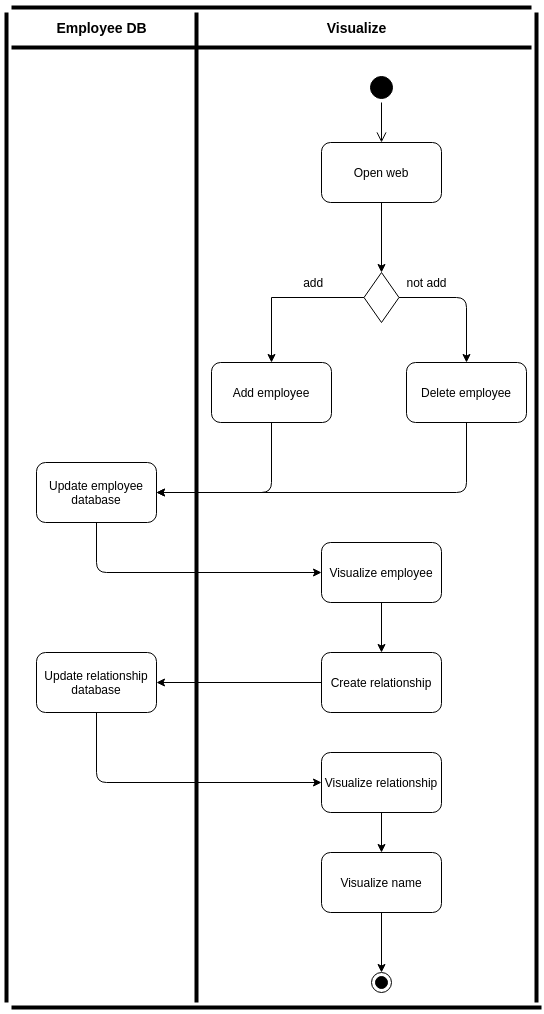 Employee DB
Visualize
Open web
add
not add
Add employee
Delete employee
Update employee
database
Visualize employee
Update relationship
database
Create relationship
Visualize relationship
Visualize name